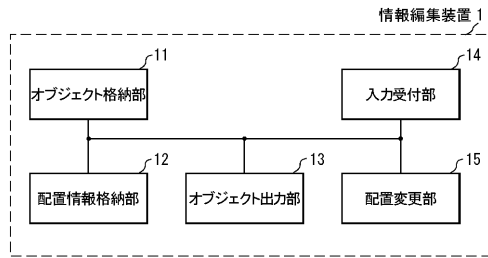 情報編集装置 1
11
オブジェクト格納部
14
入力受付部
12
配置情報格納部
13
オブジェクト出力部
15
配置変更部